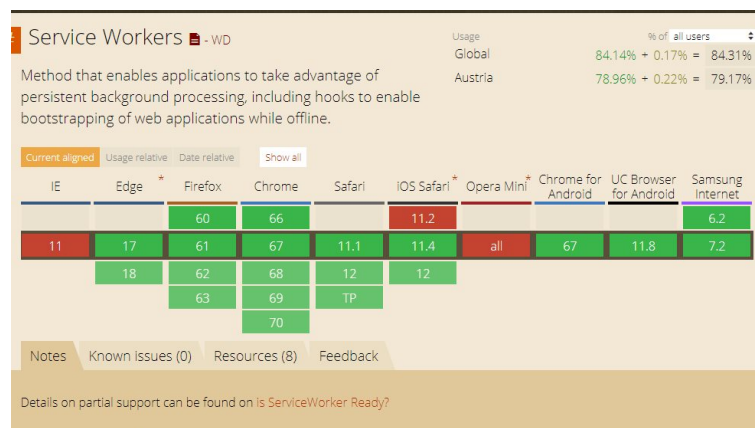 # Service Workers - WD
Usage % of all users
Global 84.14% + 0.17% = 84.31%
Austria 78.96% + 0.22% = 79.17%
Method that enables applications to take advantage of
persistent background processing, including hooks to enable
bootstrapping of web applications while offline.
Current aligned Usage relative Date relative Show all
IE Edge * Firefox Chrome Safari iOS Safari * Opera Mini * Chrome for Android UC Browser for Android Samsung Internet
60 66 11.2 6.2
11 17 61 67 11.1 11.4 all 67 11.8 7.2
18 62 68 12 12
63 69 TP
70
Notes Known issues (0) Resources (8) Feedback
Details on partial support can be found on Is ServiceWorker Ready?